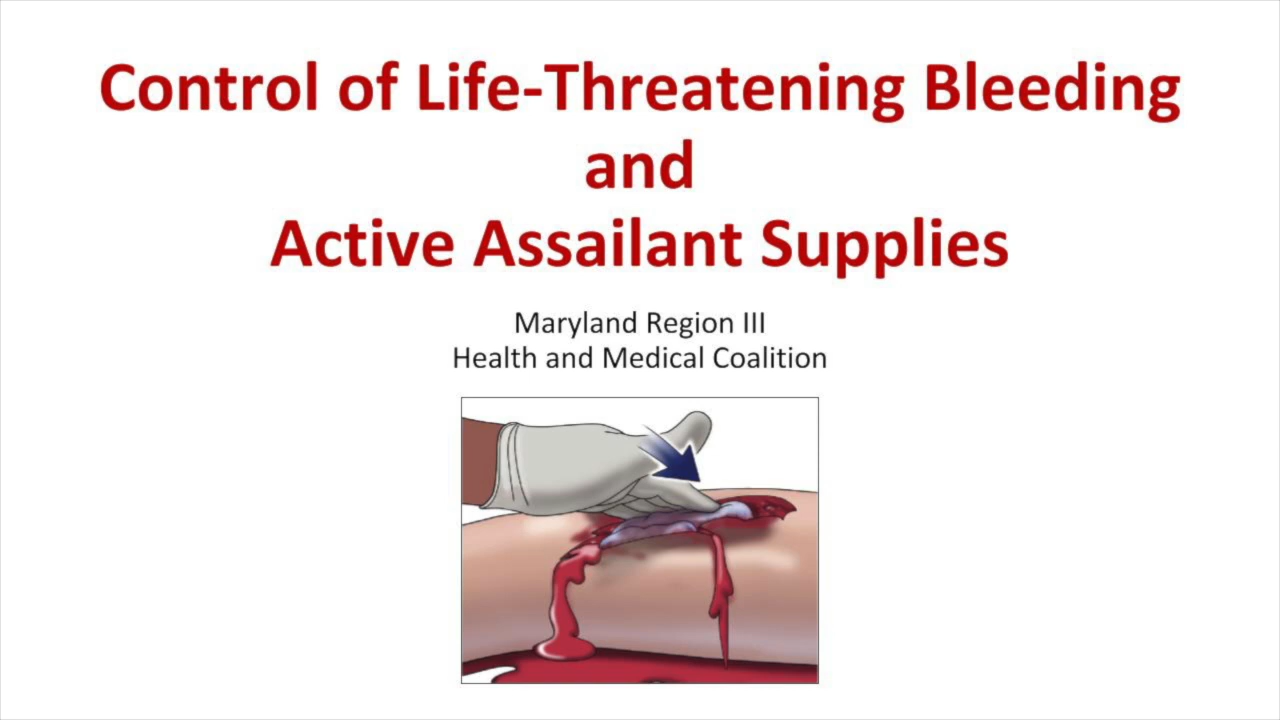 Control of Life-Threatening Bleeding
and
Active Assailant Supplies
Maryland Region III
Health and Medical Coalition